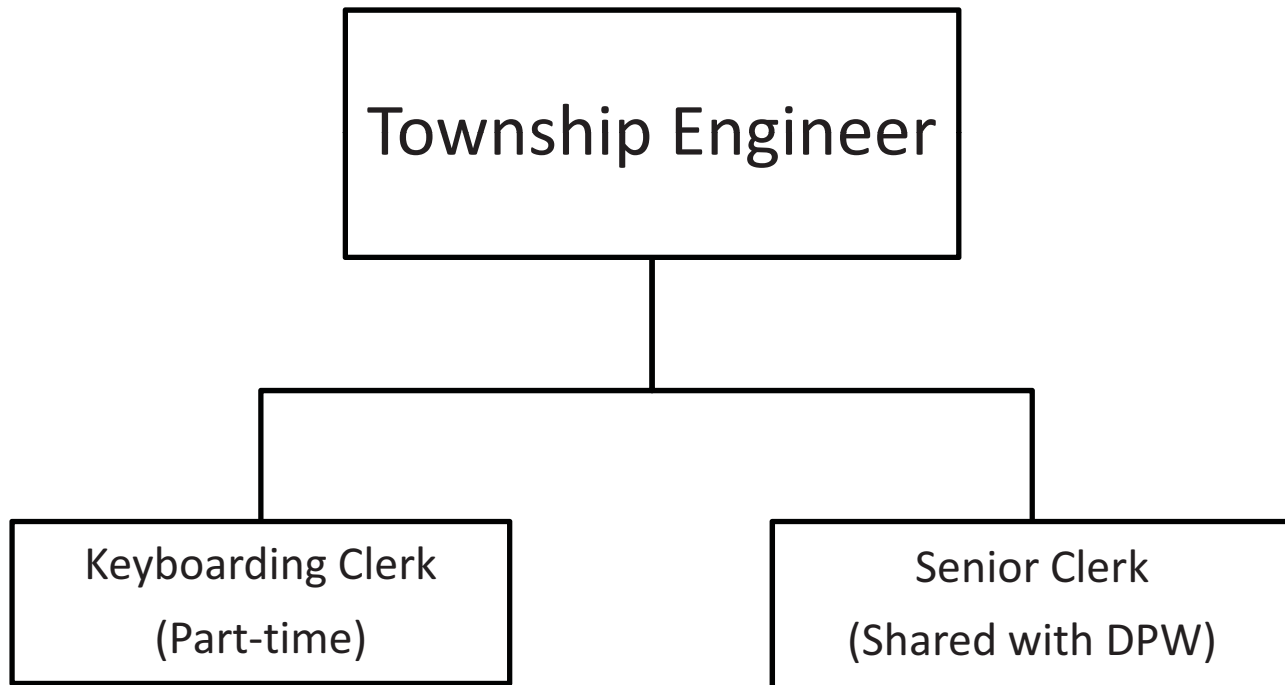 Township Engineer
Keyboarding Clerk
(Part-time)
Senior Clerk
(Shared with DPW)